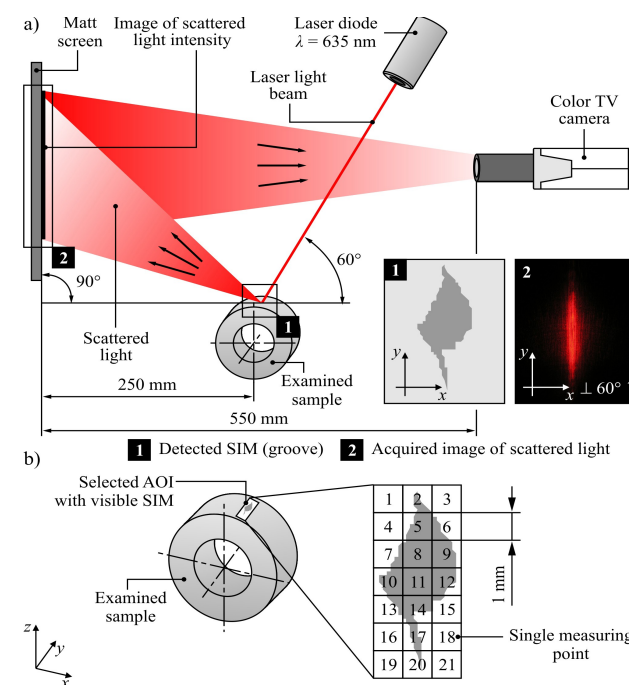 a)
Matt
screen
Image of scattered
light intensity
Laser diode
λ = 635 nm
Laser light
beam
Color TV
camera
2
90°
60°
1
Scattered
light
Examined
sample
250 mm
550 mm
1
y
x
2
y
x
⊥ 60°
1 Detected SIM (groove) 2 Acquired image of scattered light
b)
Selected AOI
with visible SIM
Examined
sample
z
y
x
1 2 3
4 5 6
7 8 9
10 11 12
13 14 15
16 17 18
19 20 21
1 mm
Single measuring
point